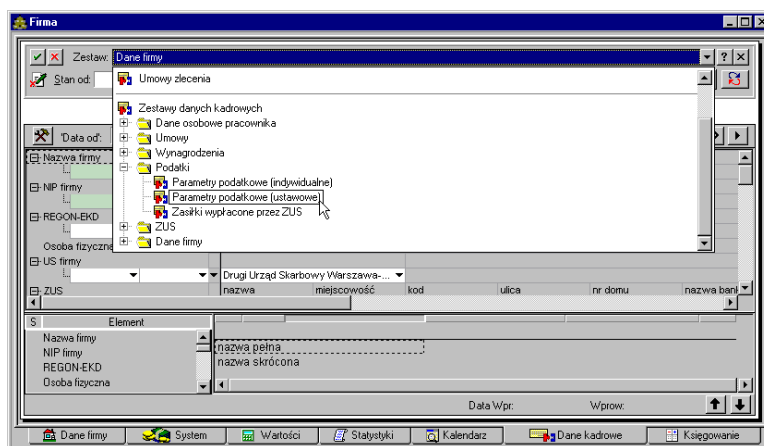 Firma
Zestaw: Dane firmy
Stan od:
Umowy zlecenia
Zestawy danych kadrowych
Dane osobowe pracownika
Umowy
Wynagrodzenia
Podatki
Parametry podatkowe (indywidualne)
Parametry podatkowe (ustawowe)
Zasiłki wypłacone przez ZUS
ZUS
Dane firmy
'Data od':
Nazwa firmy
NIP firmy
REGON-EKD
Osoba fizyczna
US firmy
Drugi Urząd Skarbowy Warszawa-...
ZUS nazwa miejscowość kod ulica nr domu nazwa bank
S Element
Nazwa firmy
NIP firmy
REGON-EKD
Osoba fizyczna
nazwa pełna
nazwa skrócona
Data Wpr: Wprow:
Dane firmy System Wartości Statystyki Kalendarz Dane kadrowe Księgowanie